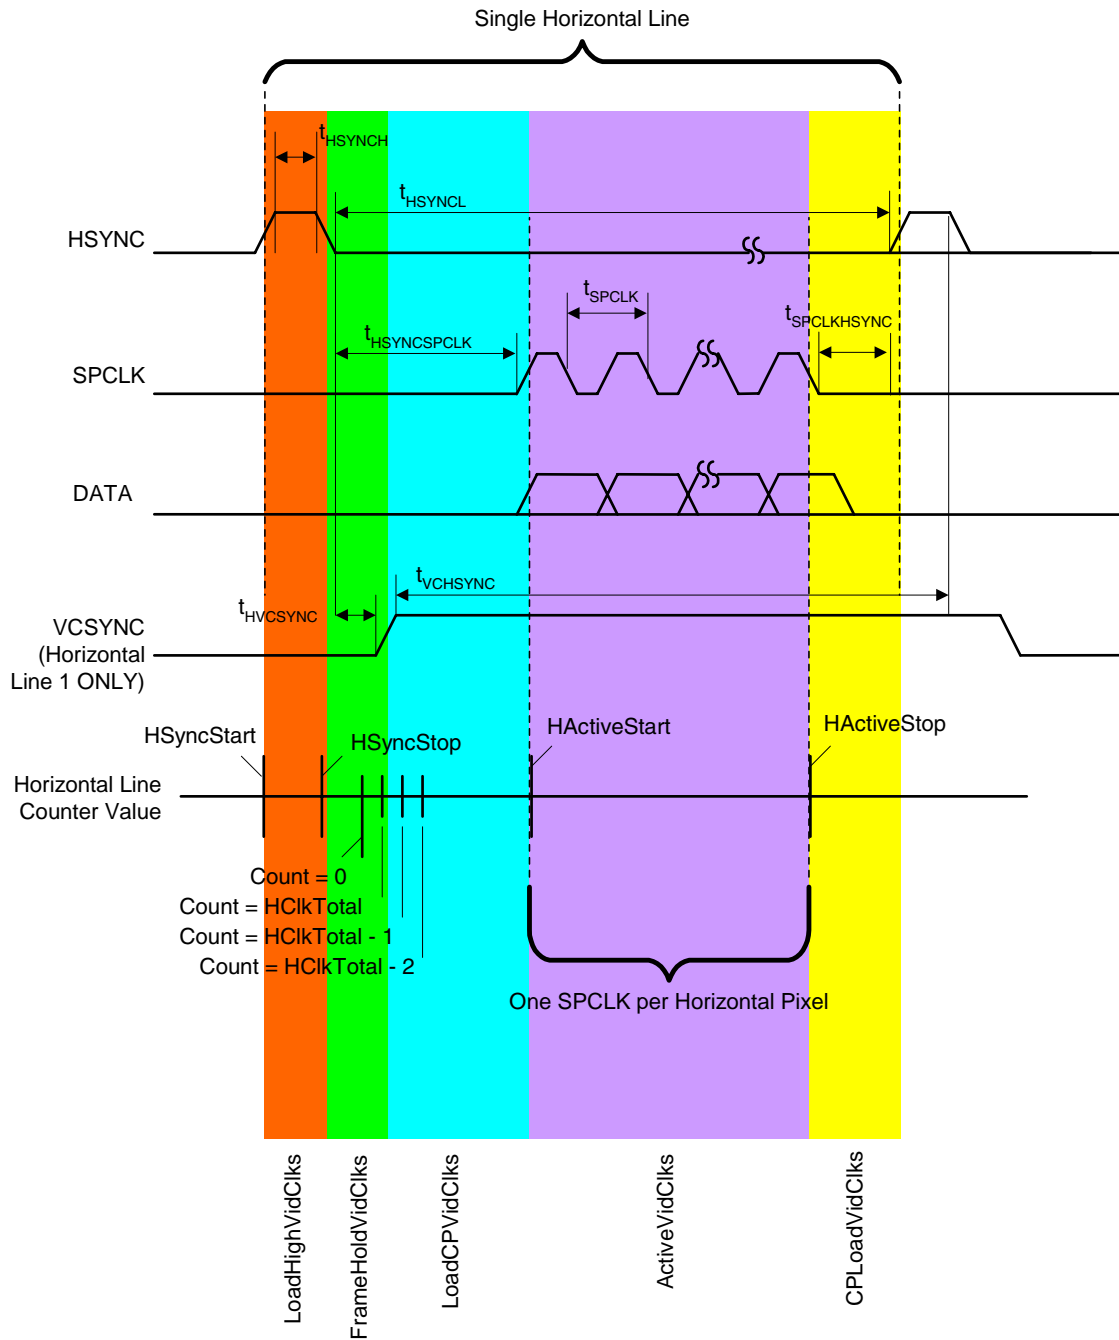 Single Horizontal Line
tHSYNCH
tHSYNCL
HSYNC
tSPCLK
tSPCLKHSYNC
tHSYNCSPCLK
SPCLK
DATA
tVCHSYNC
tHVCSYNC
VCSYNC
(Horizontal
Line 1 ONLY)
HSyncStart
HSyncStop
HActiveStart
HActiveStop
Horizontal Line
Counter Value
Count = 0
Count = HClkTotal
Count = HClkTotal - 1
Count = HClkTotal - 2
One SPCLK per Horizontal Pixel
LoadHighVidClks
FrameHoldVidClks
LoadCPVidClks
ActiveVidClks
CPLoadVidClks